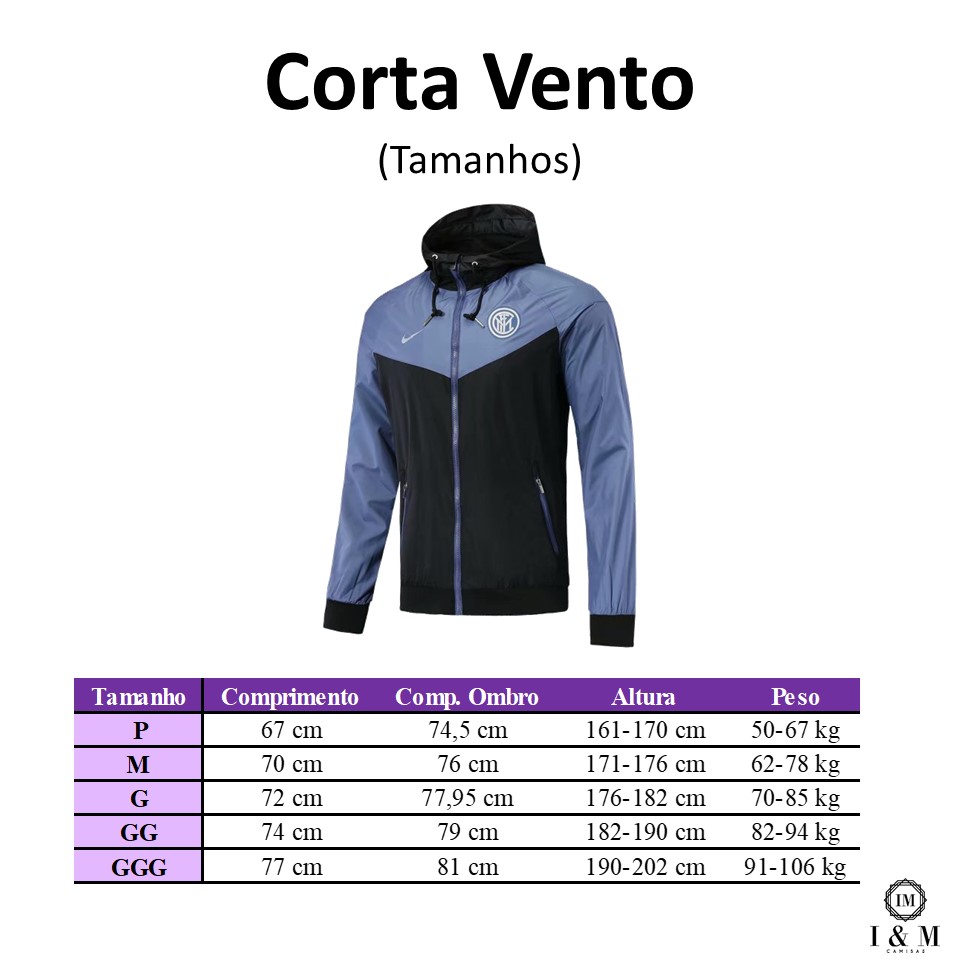 Corta Vento
(Tamanhos)
Tamanho Comprimento Comp. Ombro Altura Peso
P 67 cm 74,5 cm 161-170 cm 50-67 kg
M 70 cm 76 cm 171-176 cm 62-78 kg
G 72 cm 77,95 cm 176-182 cm 70-85 kg
GG 74 cm 79 cm 182-190 cm 82-94 kg
GGG 77 cm 81 cm 190-202 cm 91-106 kg
IM
I & M
CAMISAS